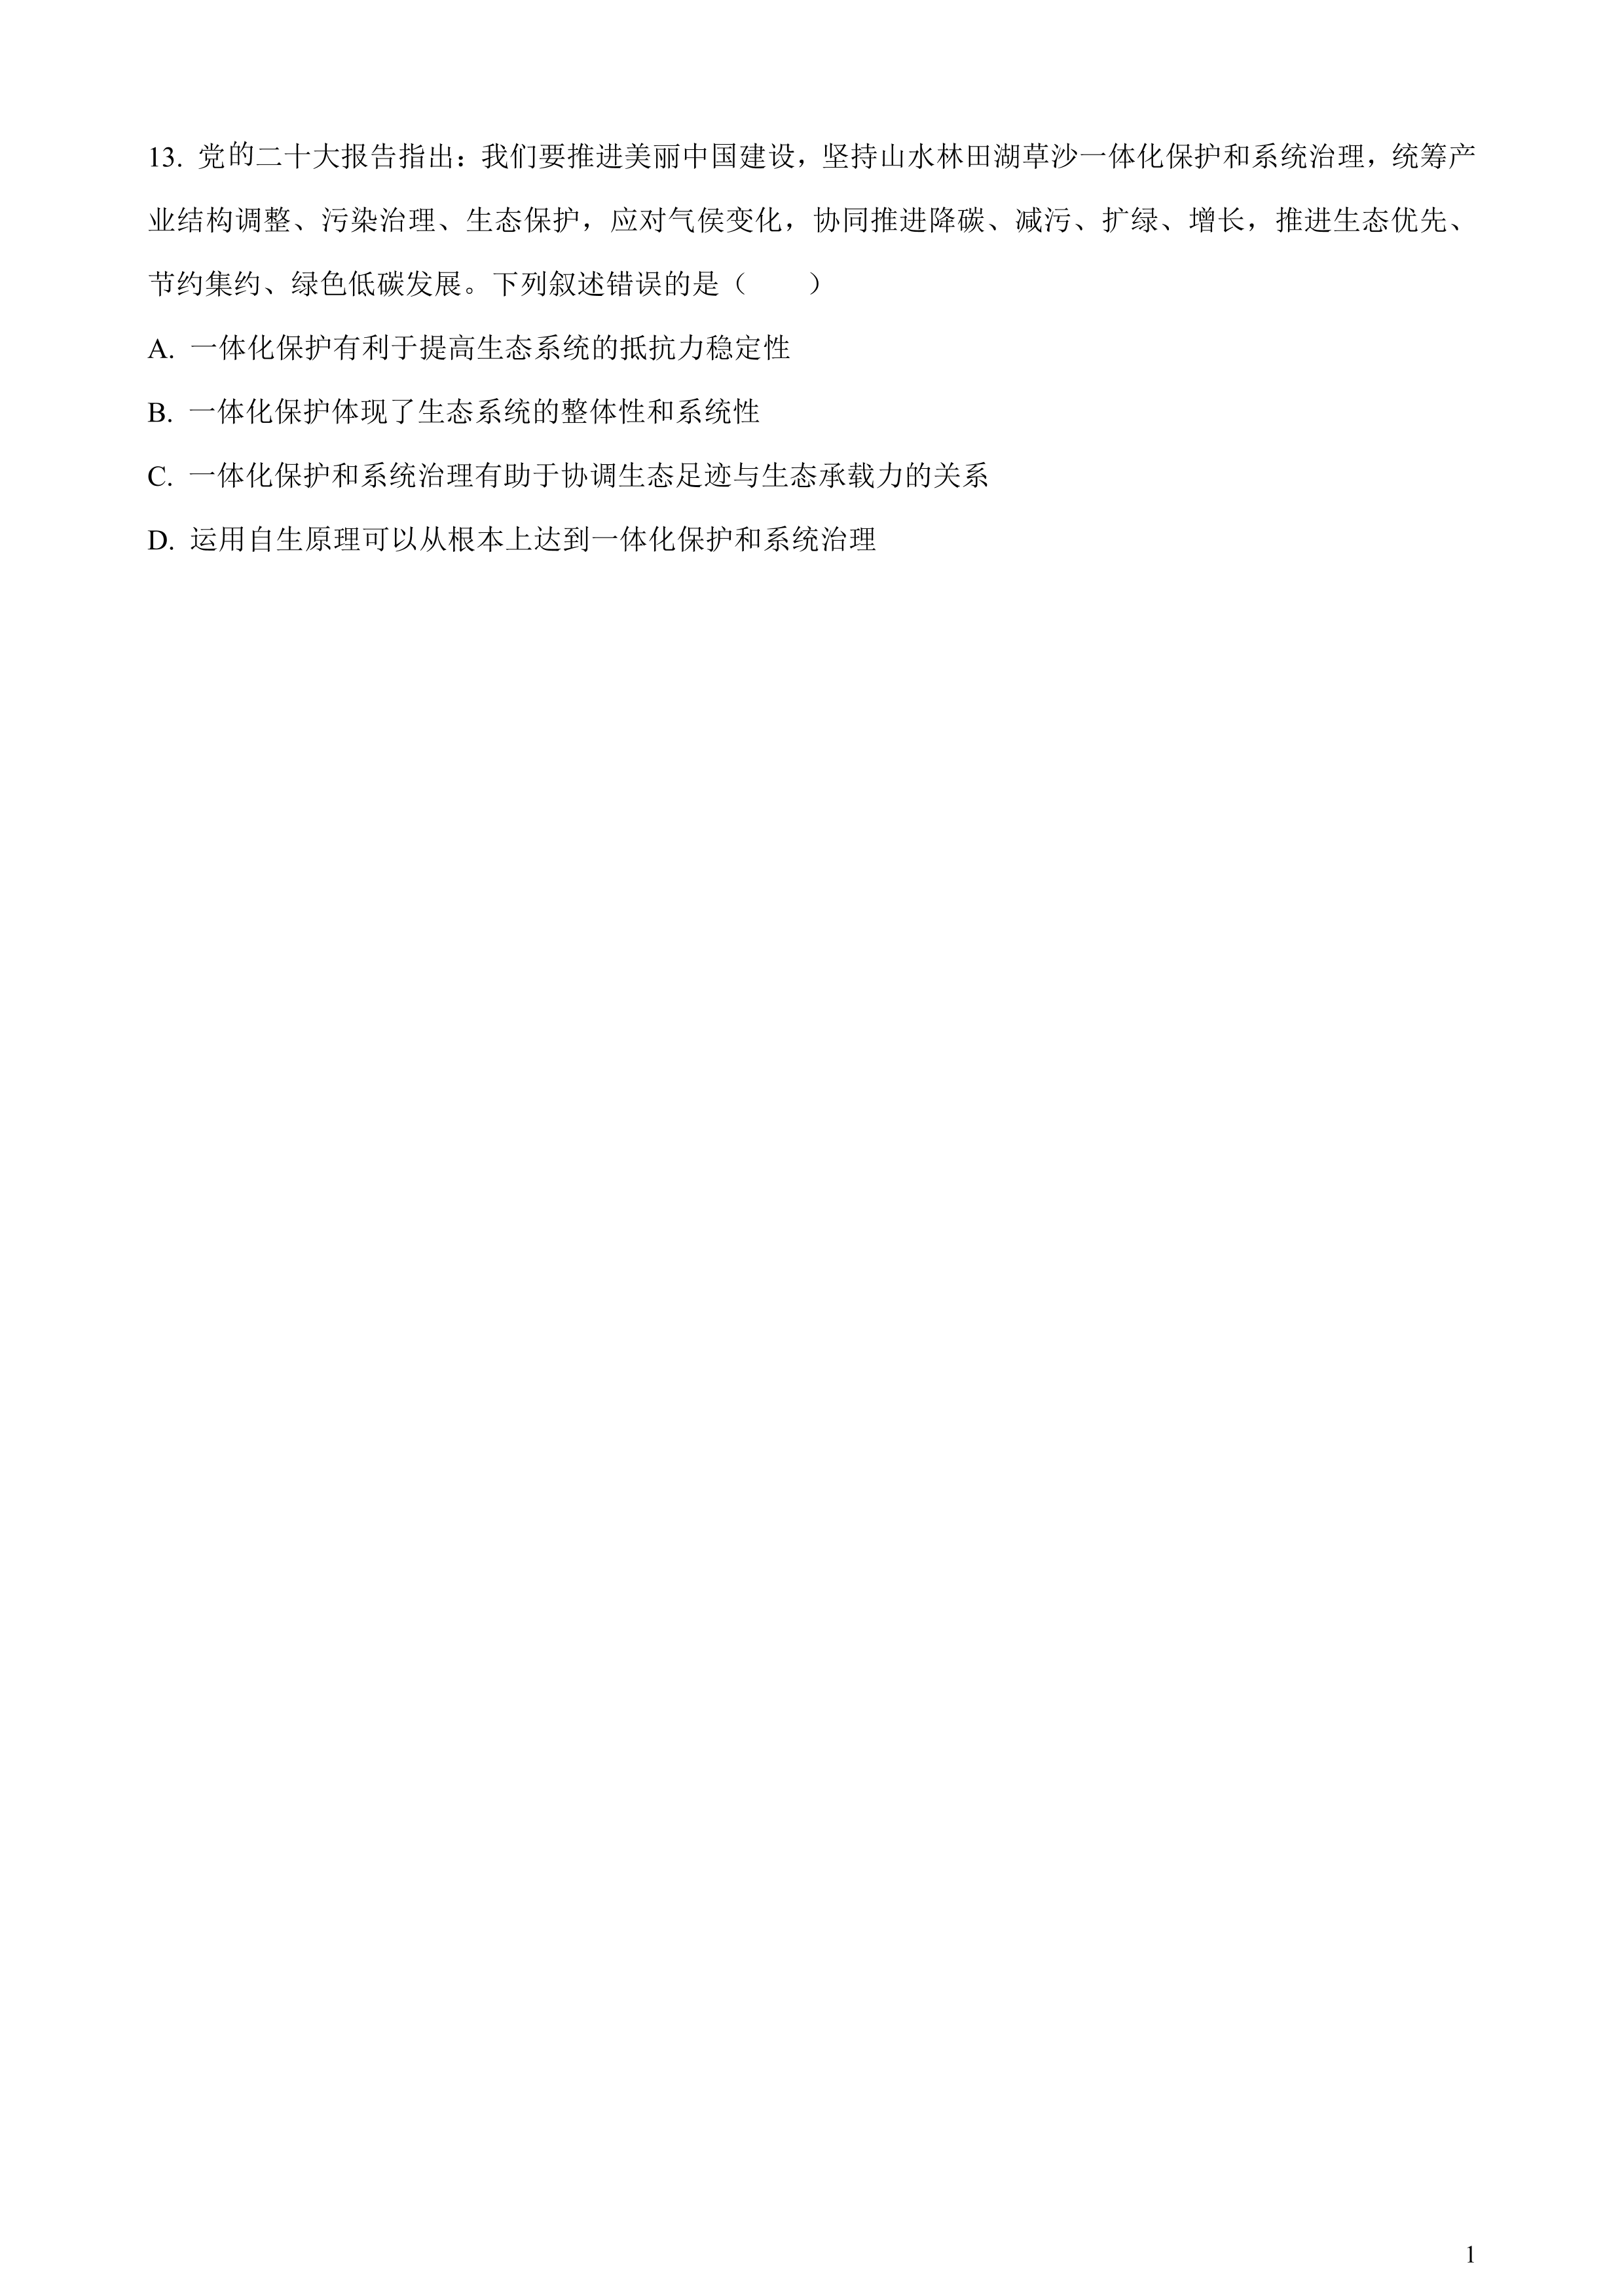 13. 党的二十大报告指出：我们要推进美丽中国建设，坚持山水林田湖草沙一体化保护和系统治理，统筹产
业结构调整、污染治理、生态保护，应对气侯变化，协同推进降碳、减污、扩绿、增长，推进生态优先、
节约集约、绿色低碳发展。下列叙述错误的是（　　）
A. 一体化保护有利于提高生态系统的抵抗力稳定性
B. 一体化保护体现了生态系统的整体性和系统性
C. 一体化保护和系统治理有助于协调生态足迹与生态承载力的关系
D. 运用自生原理可以从根本上达到一体化保护和系统治理
1